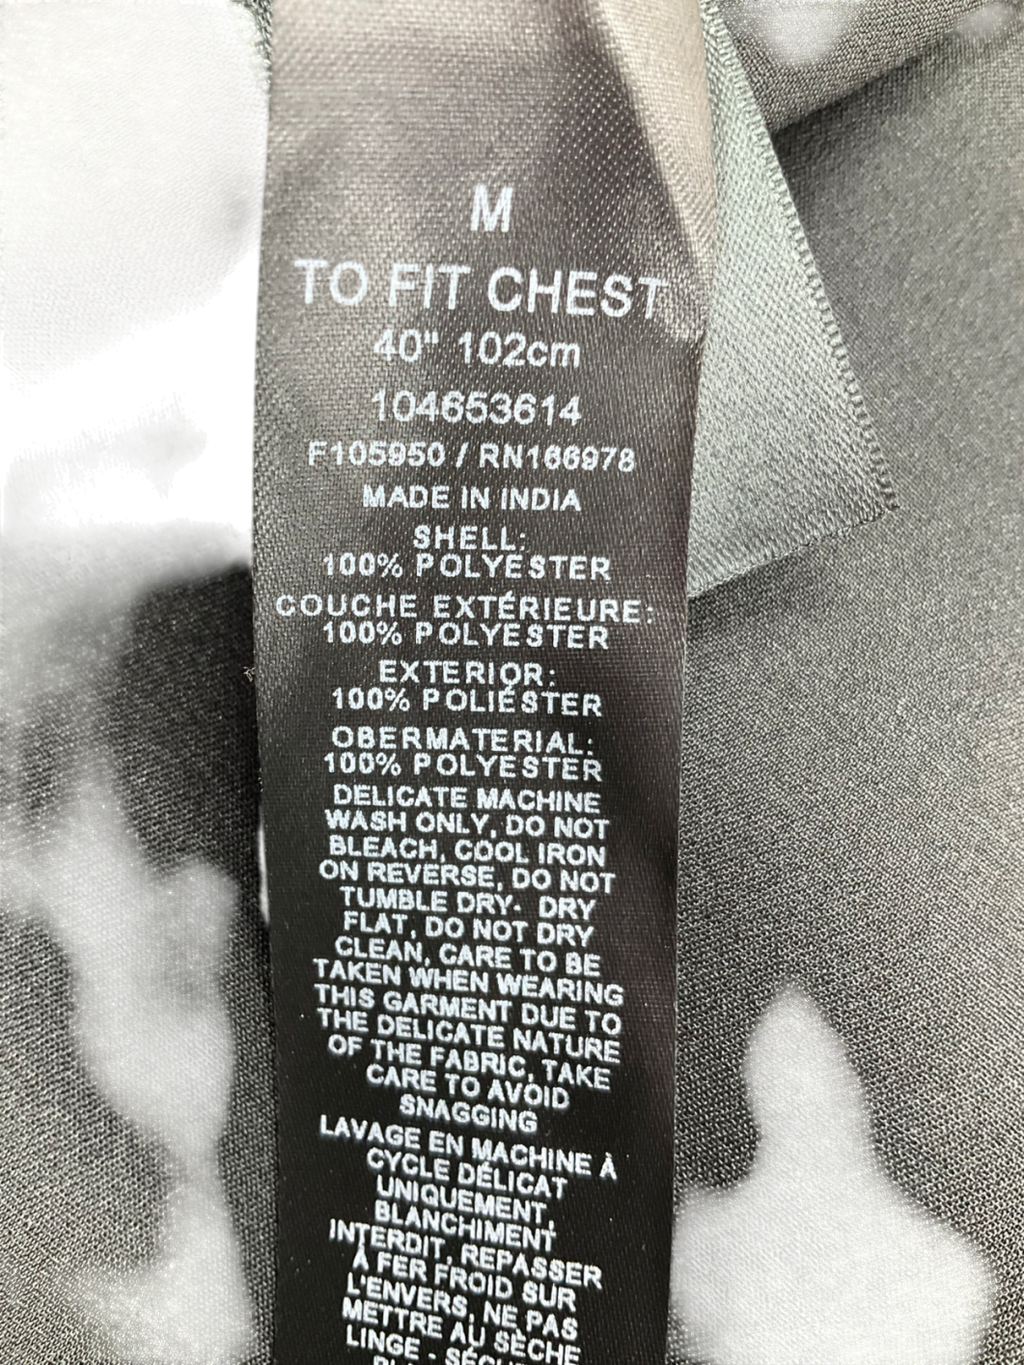 M
TO FIT CHEST
40" 102cm
104653614
F105950 / RN166978
MADE IN INDIA
SHELL:
100% POLYESTER
COUCHE EXTÉRIEURE:
100% POLYESTER
EXTERIOR:
100% POLIÉSTER
OBERMATERIAL:
100% POLYESTER
DELICATE MACHINE
WASH ONLY, DO NOT
BLEACH, COOL IRON
ON REVERSE, DO NOT
TUMBLE DRY- DRY
FLAT, DO NOT DRY
CLEAN, CARE TO BE
TAKEN WHEN WEARING
THIS GARMENT DUE TO
THE DELICATE NATURE
OF THE FABRIC, TAKE
CARE TO AVOID
SNAGGING
LAVAGE EN MACHINE À
CYCLE DÉLICAT
UNIQUEMENT,
BLANCHIMENT
INTERDIT, REPASSER
À FER FROID SUR
L'ENVERS, NE PAS
METTRE AU SÈCHE
LINGE -